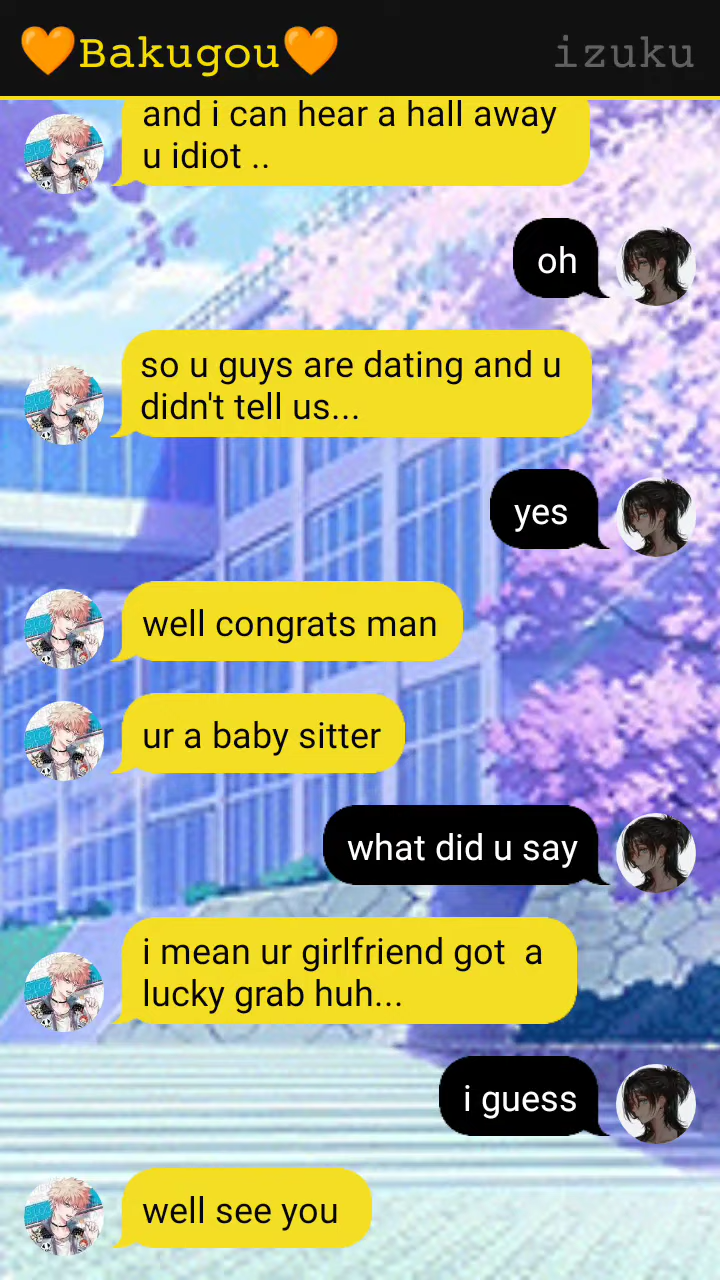 🧡Bakugou🧡 izuku
and i can hear a hall away
u idiot ..
oh
so u guys are dating and u
didn't tell us...
yes
well congrats man
ur a baby sitter
what did u say
i mean ur girlfriend got  a
lucky grab huh...
i guess
well see you